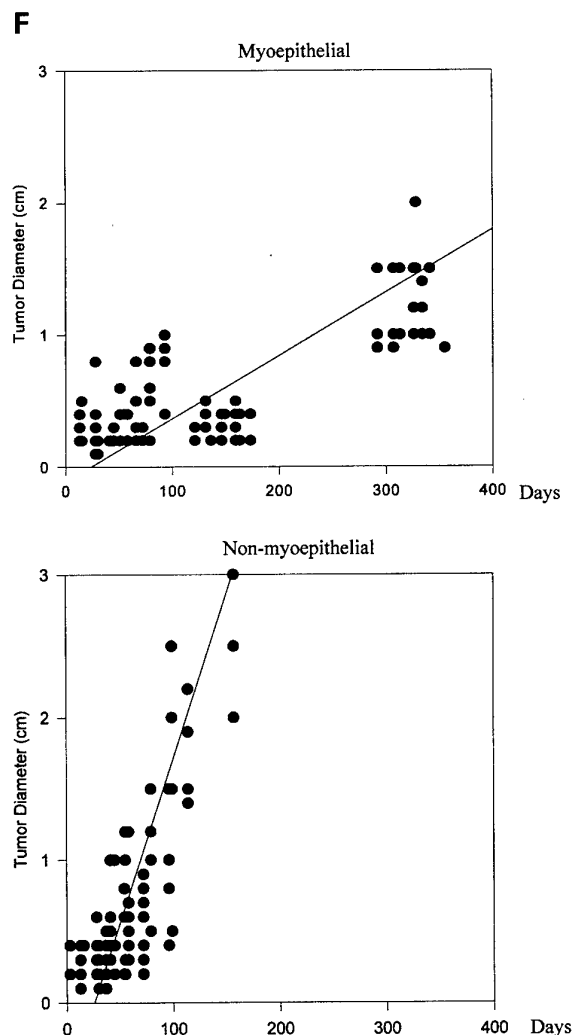 F
Myoepithelial
3
2
1
0
Tumor Diameter (cm)
0 100 200 300 400 Days
Non-myoepithelial
3
2
1
0
Tumor Diameter (cm)
0 100 200 300 400 Days